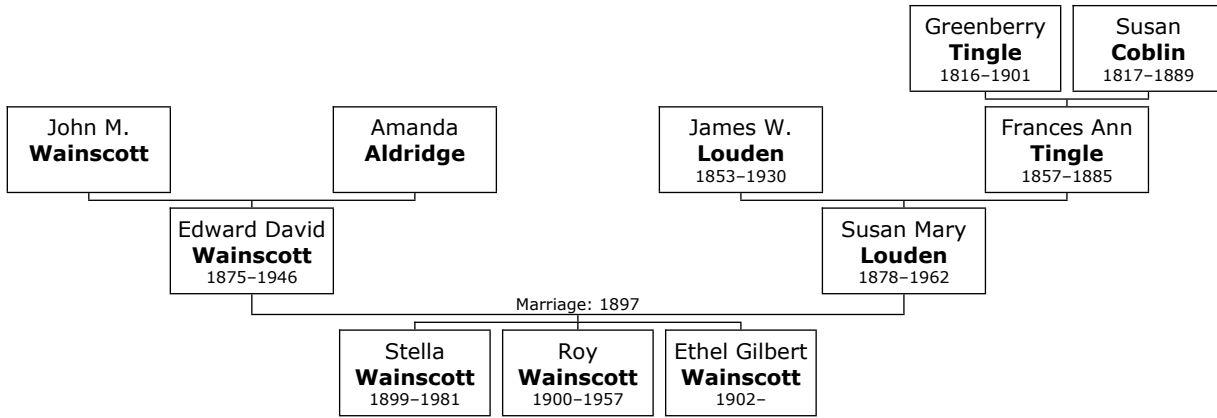 Greenberry
Tingle
1816–1901
Susan
Coblin
1817–1889
John M.
Wainscott
Amanda
Aldridge
James W.
Louden
1853–1930
Frances Ann
Tingle
1857–1885
Edward David
Wainscott
1875–1946
Susan Mary
Louden
1878–1962
Marriage: 1897
Stella
Wainscott
1899–1981
Roy
Wainscott
1900–1957
Ethel Gilbert
Wainscott
1902–